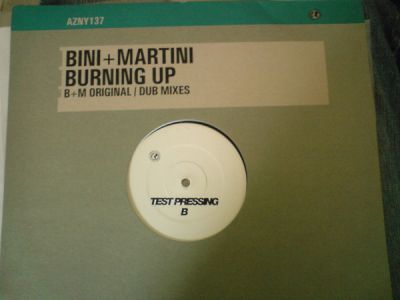 AZNY137
BINI+MARTINI
BURNING UP
B+M ORIGINAL / DUB MIXES
TEST PRESSING
B